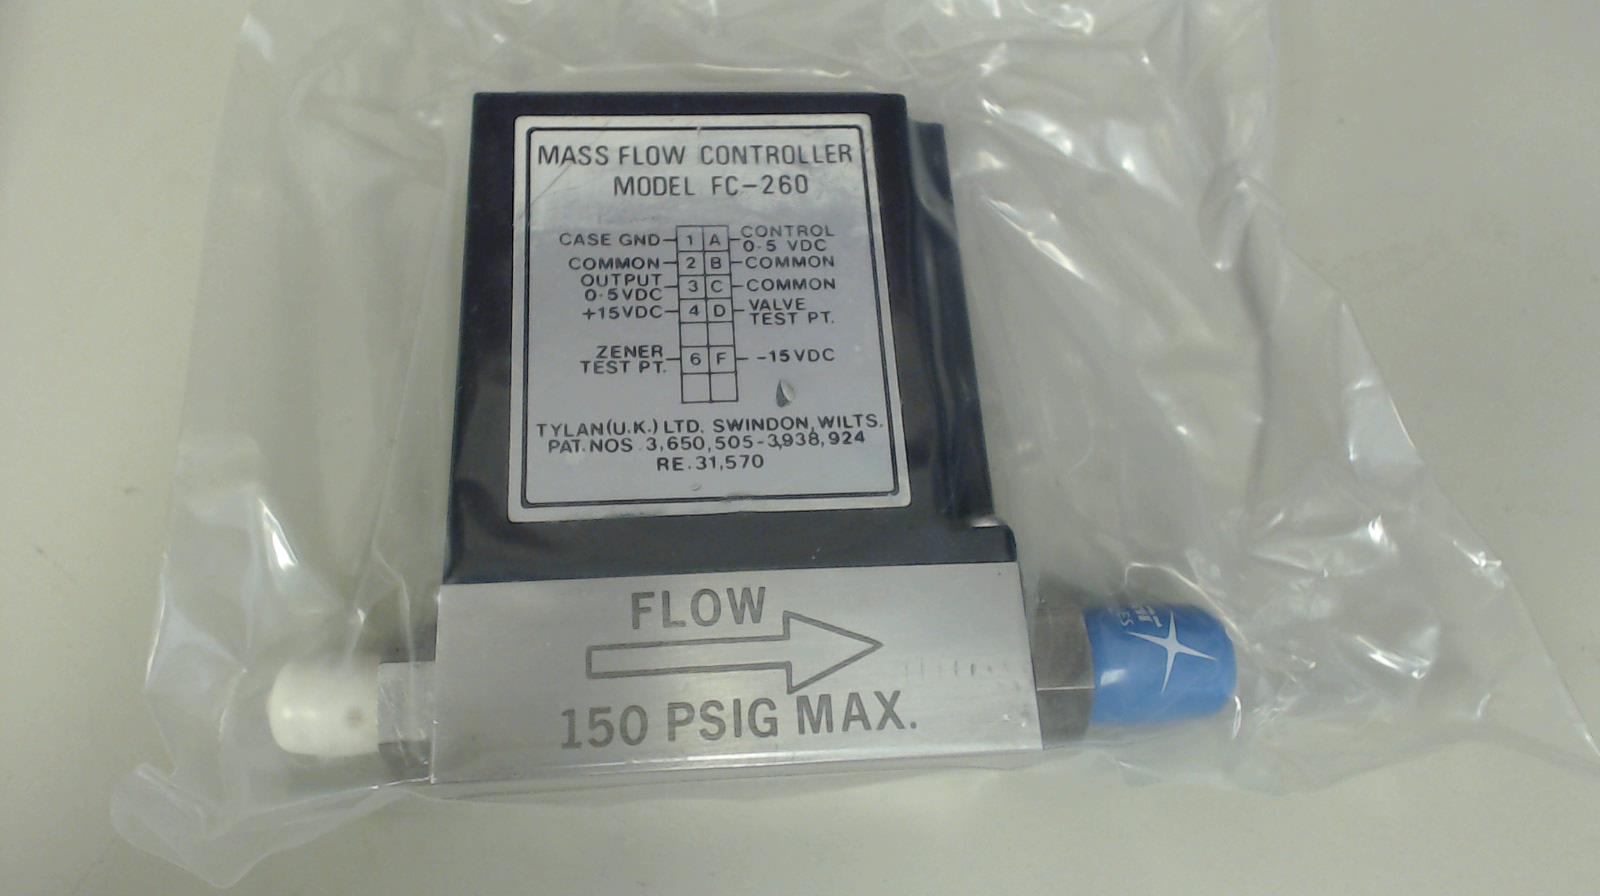 MASS FLOW CONTROLLER
MODEL FC-260
CASE GND 1 A CONTROL 0-5 VDC
COMMON 2 B COMMON
OUTPUT 0-5VDC 3 C COMMON
+15VDC 4 D VALVE TEST PT.
ZENER TEST PT. 6 F -15VDC
TYLAN(U.K.) LTD. SWINDON, WILTS.
PAT. NOS. 3,650,505-3,938,924
RE. 31,570
FLOW
150 PSIG MAX.